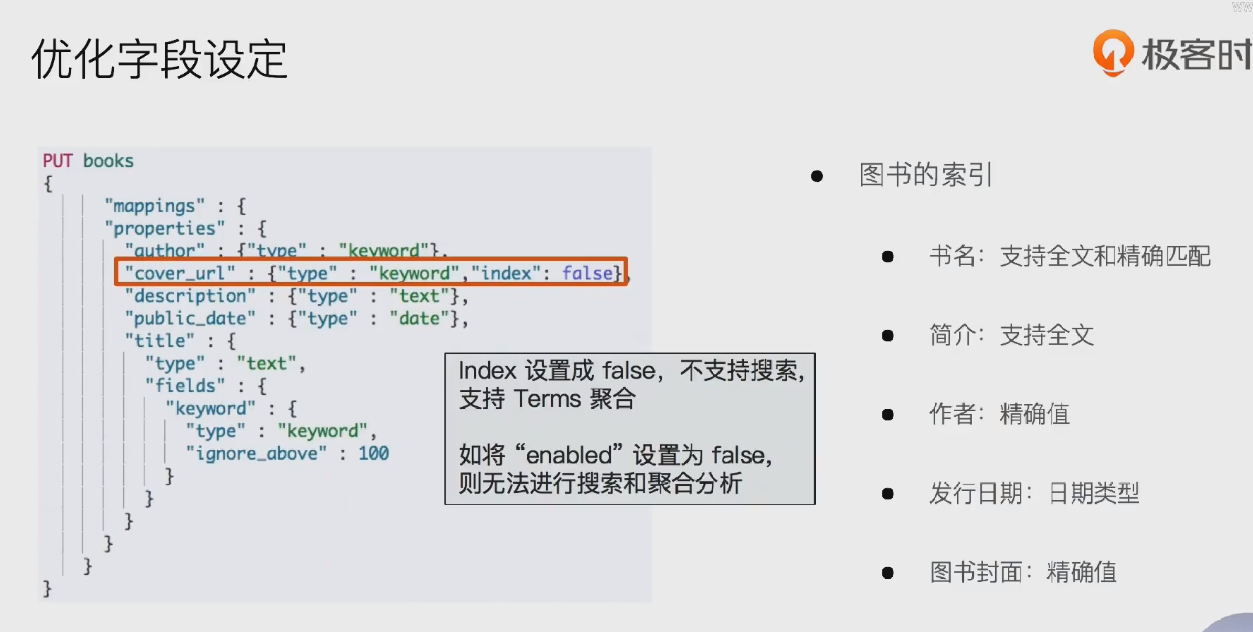 优化字段设定
极客时
PUT books
{
"mappings" : {
"properties" : {
"author" : {"type" : "keyword"},
"cover_url" : {"type" : "keyword","index": false},
"description" : {"type" : "text"},
"public_date" : {"type" : "date"},
"title" : {
"type" : "text",
"fields" : {
"keyword" : {
"type" : "keyword",
"ignore_above" : 100
}
}
}
}
}
}
Index 设置成 false，不支持搜索,
支持 Terms 聚合
如将 “enabled” 设置为 false,
则无法进行搜索和聚合分析
图书的索引
书名：支持全文和精确匹配
简介：支持全文
作者：精确值
发行日期：日期类型
图书封面：精确值